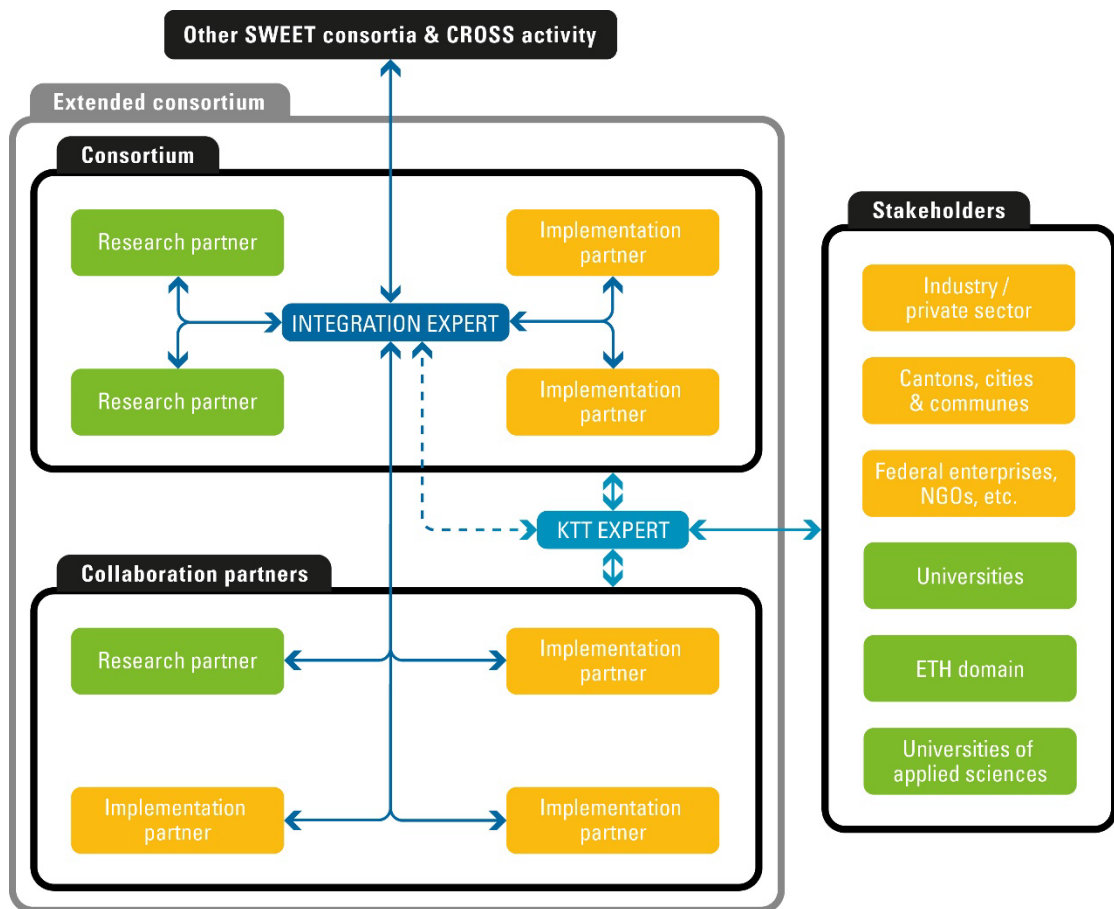 Other SWEET consortia & CROSS activity
Extended consortium
Consortium
Research partner
Implementation
partner
INTEGRATION EXPERT
Research partner
Implementation
partner
KTT EXPERT
Collaboration partners
Research partner
Implementation
partner
Implementation
partner
Implementation
partner
Stakeholders
Industry /
private sector
Cantons, cities
& communes
Federal enterprises,
NGOs, etc.
Universities
ETH domain
Universities of
applied sciences